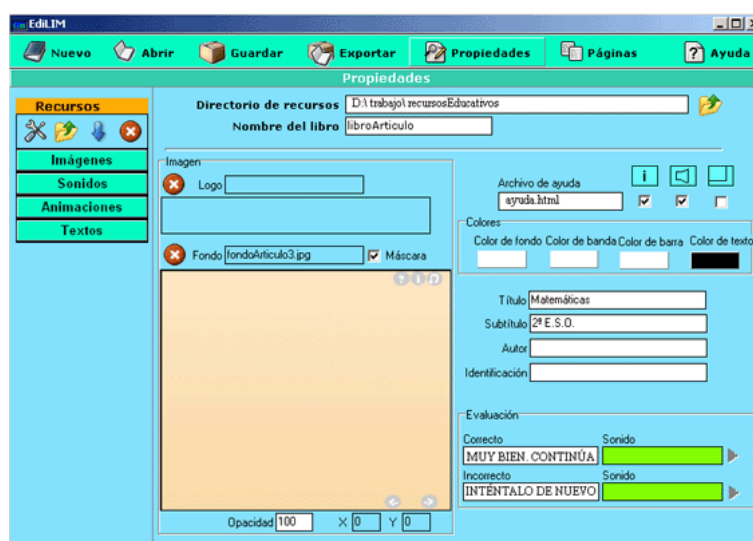 EdiLIM
Nuevo Abrir Guardar Exportar Propiedades Páginas Ayuda
Propiedades
Recursos
Imágenes
Sonidos
Animaciones
Textos
Directorio de recursos D:\trabajo\recursosEducativos
Nombre del libro libroArticulo
Imagen
Logo
Fondo fondoArticulo3.jpg Máscara
Opacidad 100 X 0 Y 0
Archivo de ayuda
ayuda.html
Colores
Color de fondo Color de banda Color de barra Color de texto
Título Matemáticas
Subtítulo 2ª E.S.O.
Autor
Identificación
Evaluación
Correcto Sonido
MUY BIEN. CONTINÚA
Incorrecto Sonido
INTÉNTALO DE NUEVO